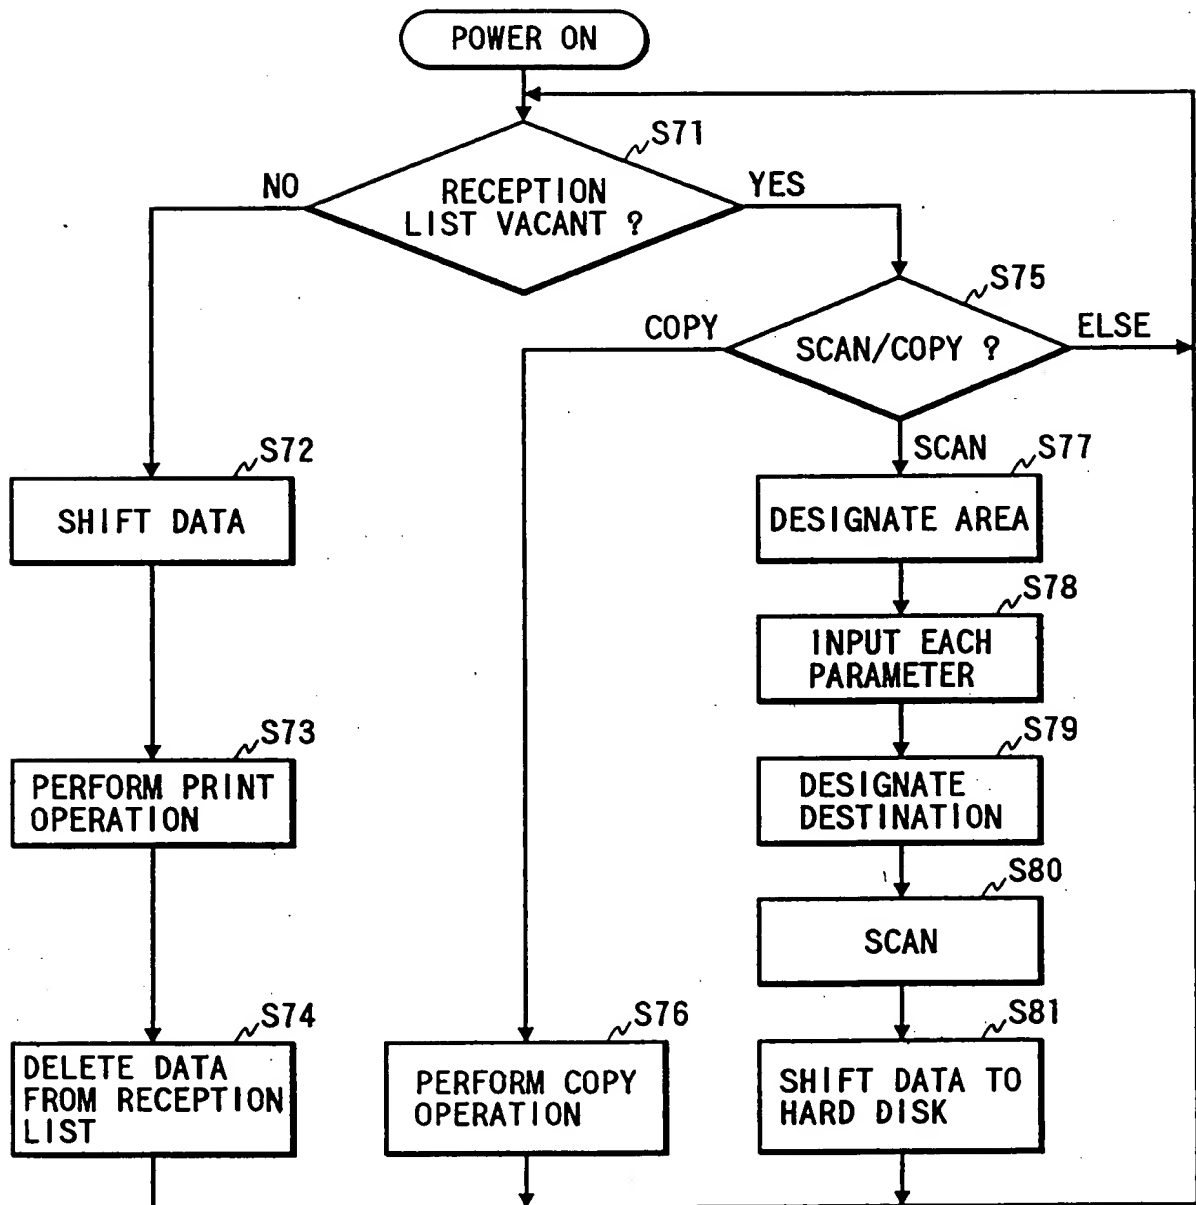 POWER ON
S71
NO
RECEPTION
LIST VACANT ?
YES
S75
COPY
SCAN/COPY ?
ELSE
S72
SHIFT DATA
SCAN
S77
DESIGNATE AREA
S78
INPUT EACH
PARAMETER
S73
PERFORM PRINT
OPERATION
S79
DESIGNATE
DESTINATION
S80
SCAN
S74
DELETE DATA
FROM RECEPTION
LIST
S76
PERFORM COPY
OPERATION
S81
SHIFT DATA TO
HARD DISK